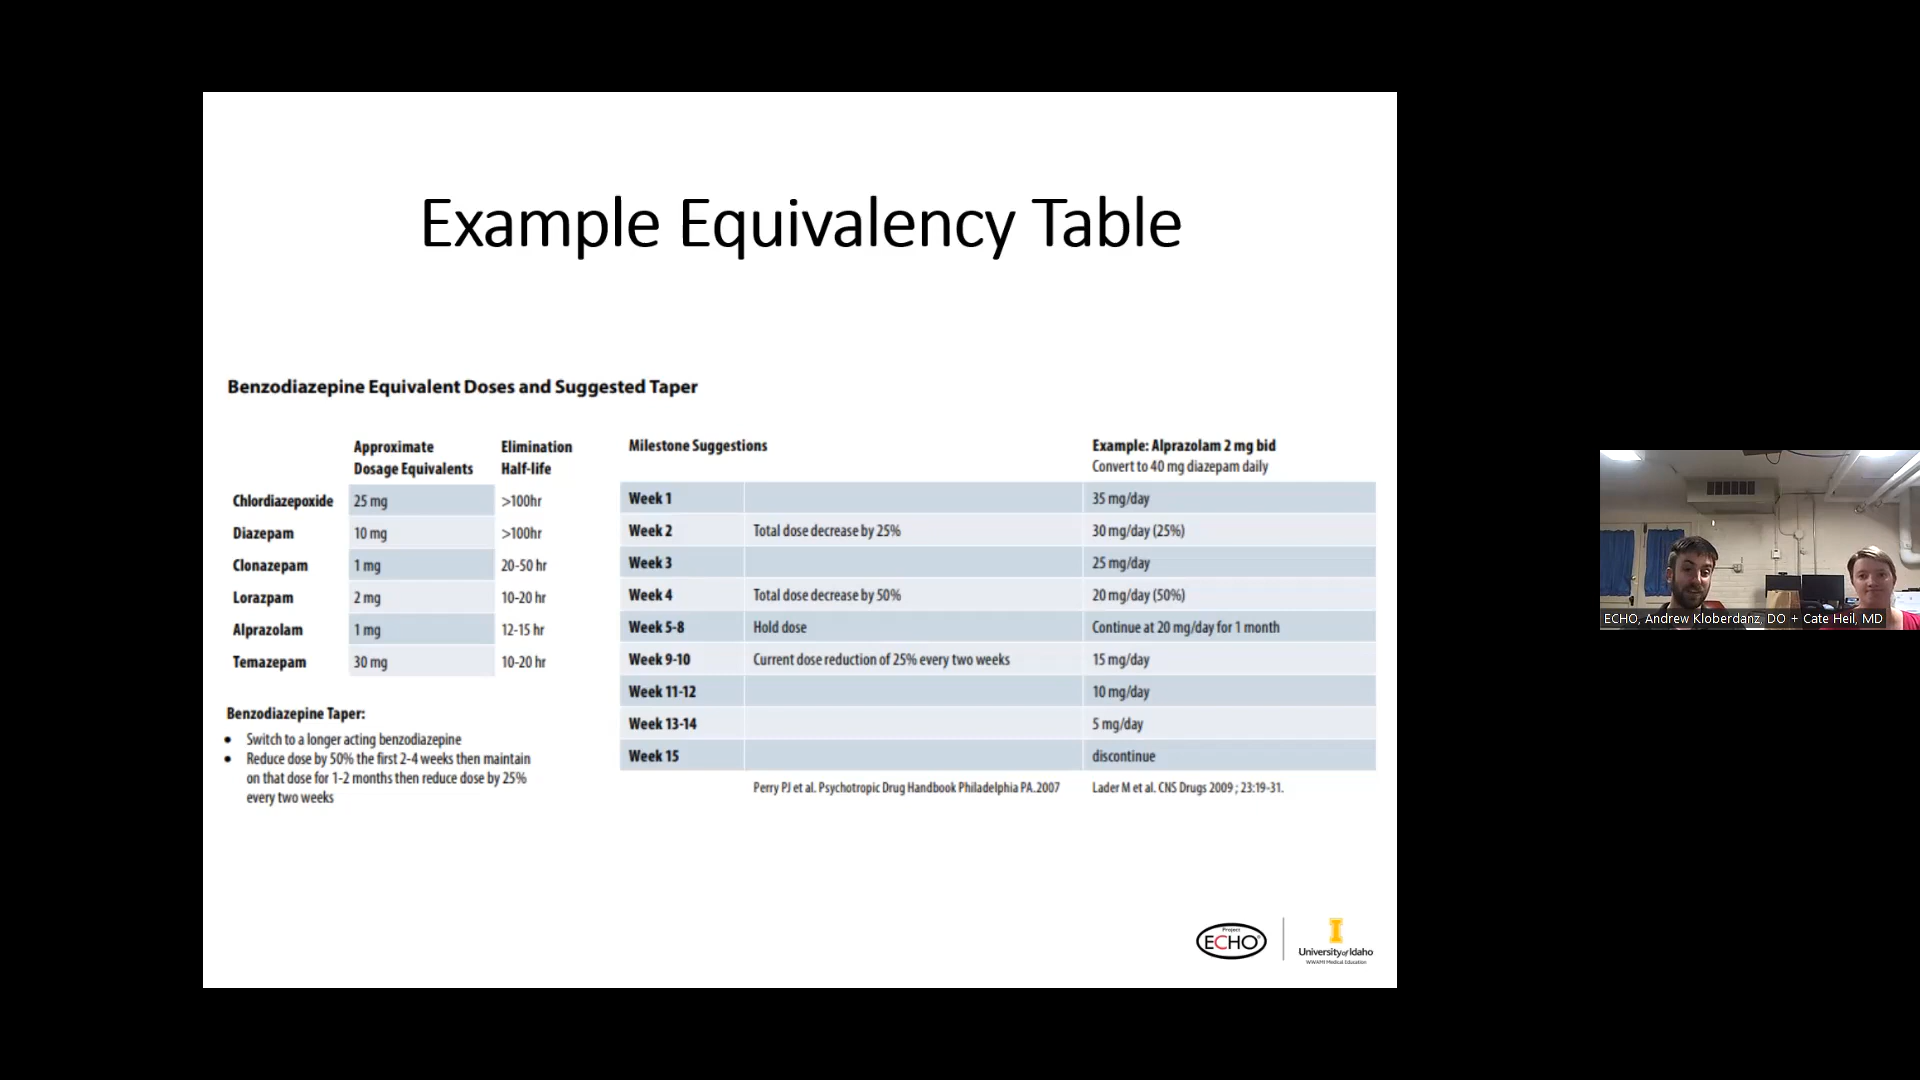 Example Equivalency Table
Benzodiazepine Equivalent Doses and Suggested Taper
Approximate Dosage Equivalents
Elimination Half-life
Chlordiazepoxide 25 mg >100hr
Diazepam 10 mg >100hr
Clonazepam 1 mg 20-50 hr
Lorazpam 2 mg 10-20 hr
Alprazolam 1 mg 12-15 hr
Temazepam 30 mg 10-20 hr
Benzodiazepine Taper:
• Switch to a longer acting benzodiazepine
• Reduce dose by 50% the first 2-4 weeks then maintain
on that dose for 1-2 months then reduce dose by 25%
every two weeks
Milestone Suggestions
Example: Alprazolam 2 mg bid
Convert to 40 mg diazepam daily
Week 1 35 mg/day
Week 2 Total dose decrease by 25% 30 mg/day (25%)
Week 3 25 mg/day
Week 4 Total dose decrease by 50% 20 mg/day (50%)
Week 5-8 Hold dose Continue at 20 mg/day for 1 month
Week 9-10 Current dose reduction of 25% every two weeks 15 mg/day
Week 11-12 10 mg/day
Week 13-14 5 mg/day
Week 15 discontinue
Perry PJ et al. Psychotropic Drug Handbook Philadelphia PA.2007
Lader M et al. CNS Drugs 2009 ; 23:19-31.
Project
ECHO
University of Idaho
WWAMI Medical Education
ECHO, Andrew Kloberdanz, DO + Cate Heil, MD